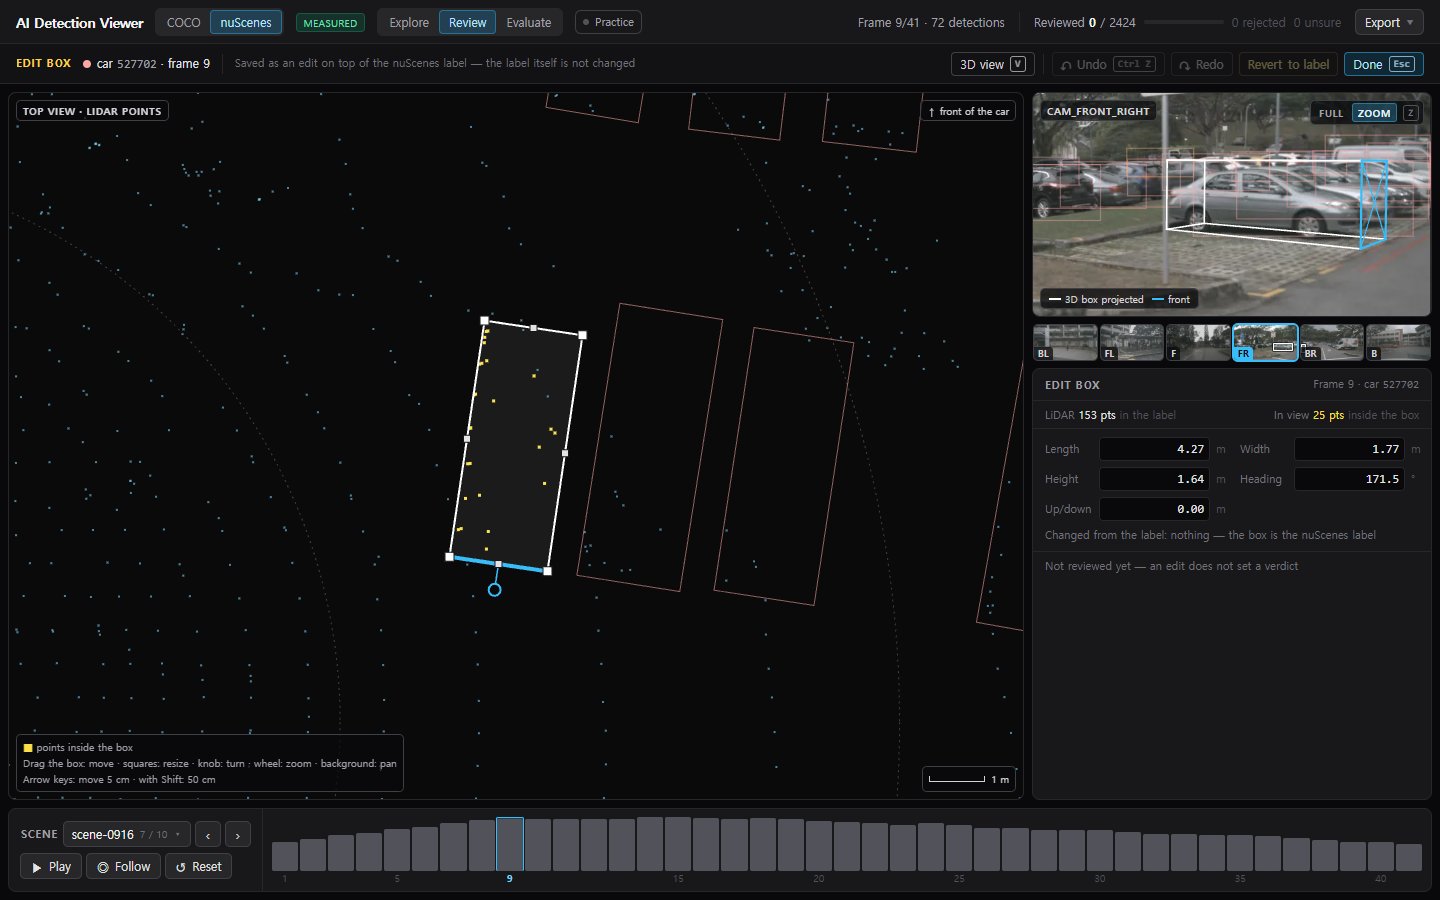 AI Detection Viewer COCO nuScenes MEASURED Explore Review Evaluate Practice Frame 9/41 · 72 detections Reviewed 0 / 2424 0 rejected 0 unsure Export
EDIT BOX car 527702 · frame 9 Saved as an edit on top of the nuScenes label — the label itself is not changed 3D view V Undo Ctrl Z Redo Revert to label Done Esc
TOP VIEW · LIDAR POINTS
↑ front of the car
CAM_FRONT_RIGHT
FULL ZOOM Z
3D box projected front
BL FL F FR BR B
EDIT BOX Frame 9 · car 527702
LiDAR 153 pts in the label In view 25 pts inside the box
Length 4.27 m Width 1.77 m
Height 1.64 m Heading 171.5 °
Up/down 0.00 m
Changed from the label: nothing — the box is the nuScenes label
Not reviewed yet — an edit does not set a verdict
points inside the box
Drag the box: move · squares: resize · knob: turn · wheel: zoom · background: pan
Arrow keys: move 5 cm · with Shift: 50 cm
1 m
SCENE scene-0916 7 / 10 ‹ ›
Play Follow Reset
1 5 9 15 20 25 30 35 40